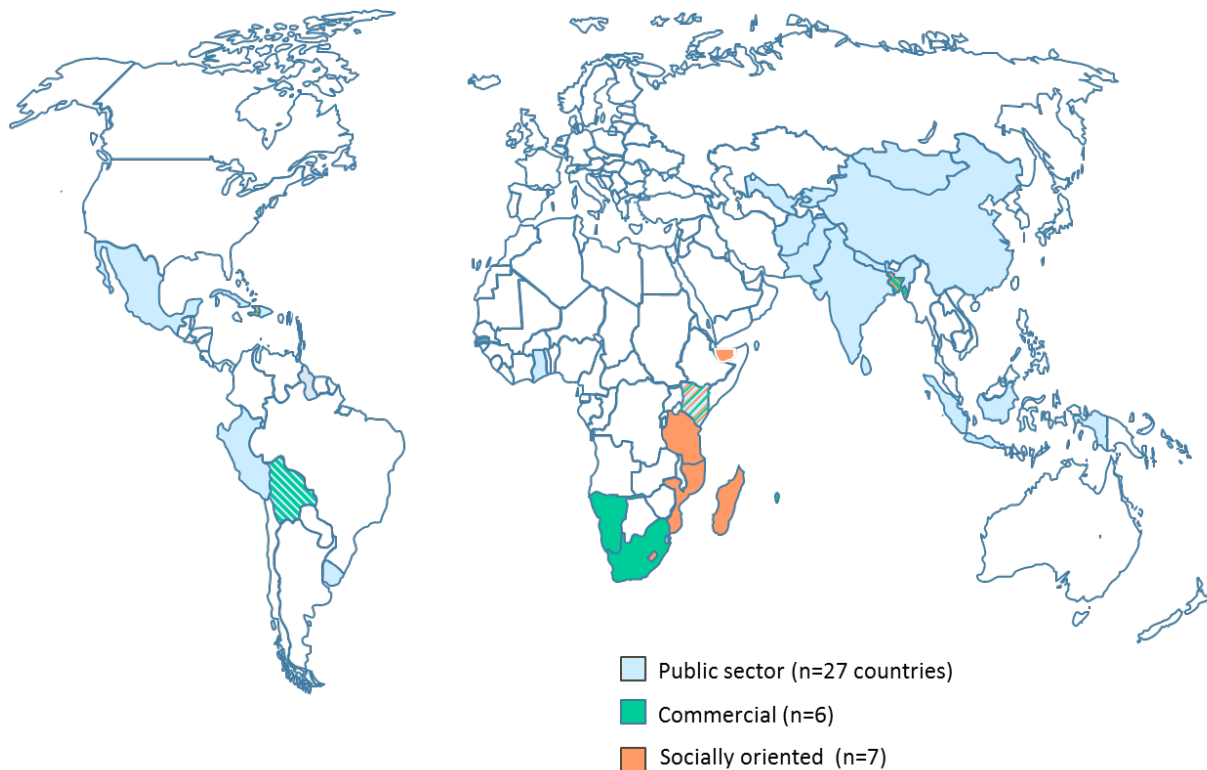 Public sector (n=27 countries)
Commercial (n=6)
Socially oriented  (n=7)